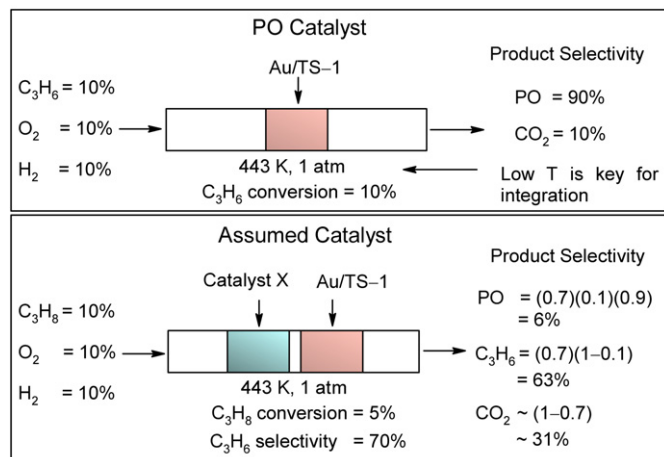 PO Catalyst
Au/TS–1
C₃H₆ = 10%
O₂ = 10%
H₂ = 10%
443 K, 1 atm
C₃H₆ conversion = 10%
Product Selectivity
PO = 90%
CO₂ = 10%
Low T is key for
integration
Assumed Catalyst
Catalyst X
Au/TS–1
C₃H₈ = 10%
O₂ = 10%
H₂ = 10%
443 K, 1 atm
C₃H₈ conversion = 5%
C₃H₆ selectivity = 70%
Product Selectivity
PO = (0.7)(0.1)(0.9)
= 6%
C₃H₆ = (0.7)(1–0.1)
= 63%
CO₂ ~ (1–0.7)
~ 31%